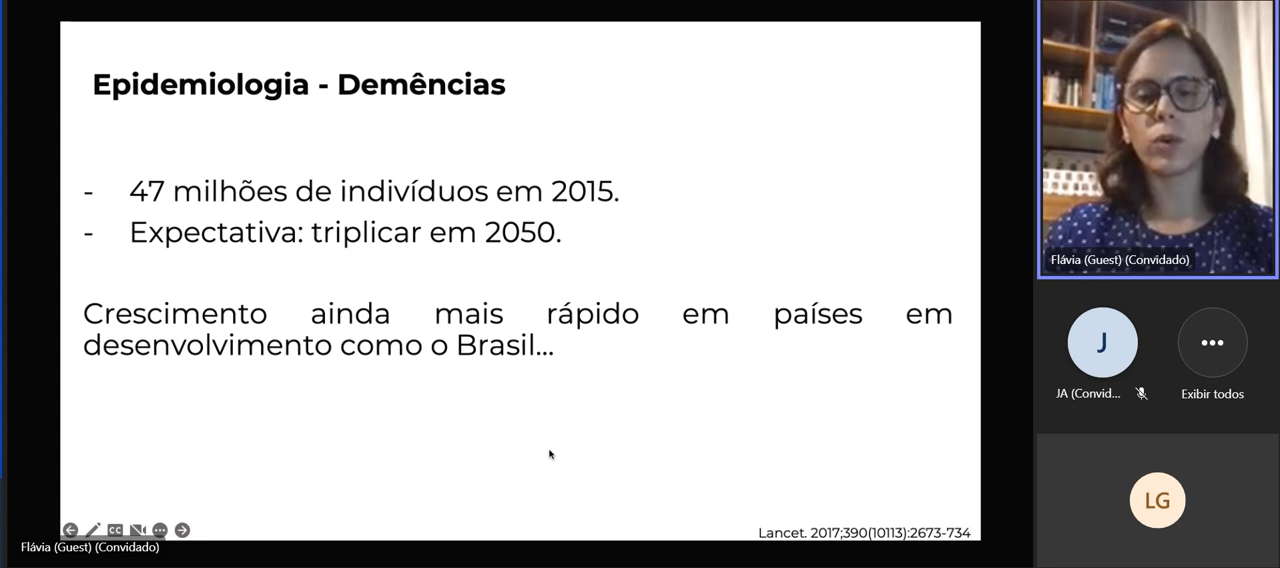 Epidemiologia - Demências
- 47 milhões de indivíduos em 2015.
- Expectativa: triplicar em 2050.
Crescimento ainda mais rápido em países em
desenvolvimento como o Brasil...
CC
Lancet. 2017;390(10113):2673-734
Flávia (Guest) (Convidado)
Flávia (Guest) (Convidado)
J
JA (Convid...
Exibir todos
LG